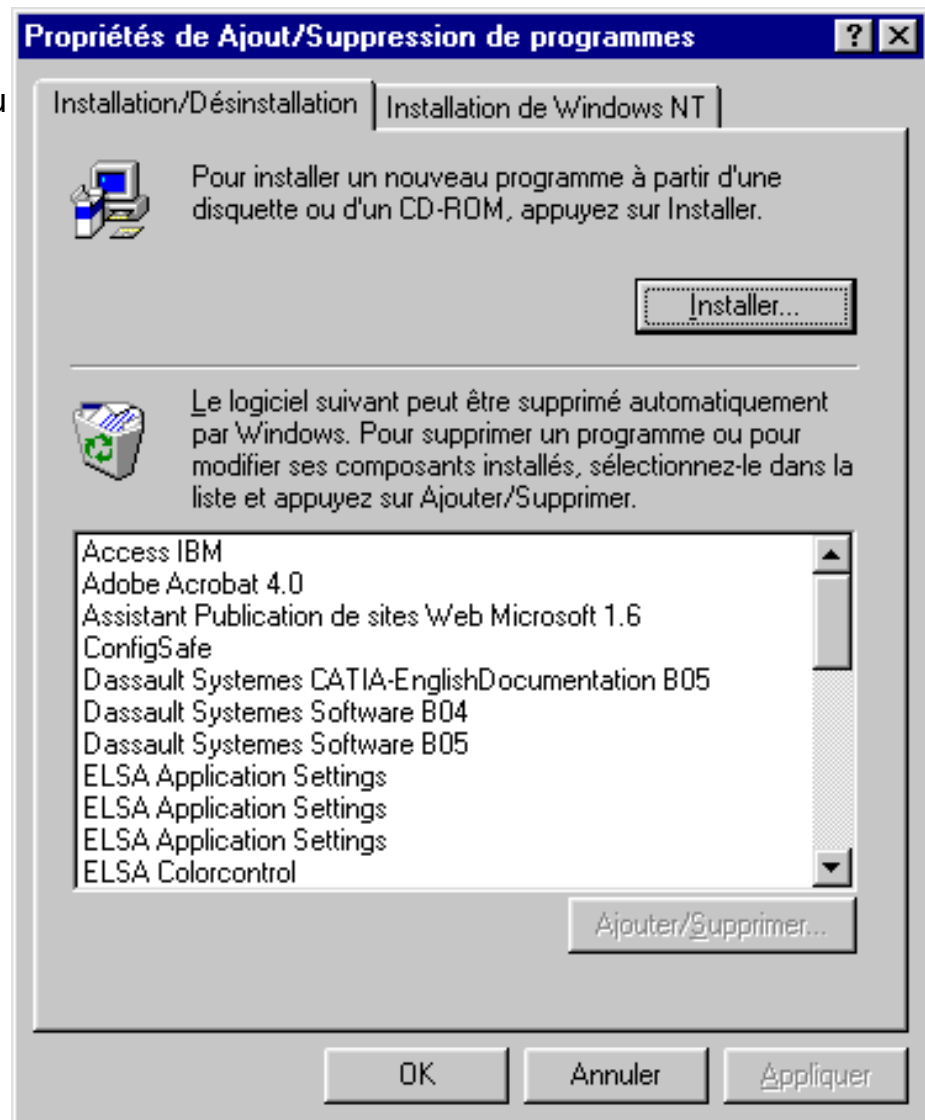 Propriétés de Ajout/Suppression de programmes
Installation/Désinstallation
Installation de Windows NT
Pour installer un nouveau programme à partir d'une
disquette ou d'un CD-ROM, appuyez sur Installer.
Installer...
Le logiciel suivant peut être supprimé automatiquement
par Windows. Pour supprimer un programme ou pour
modifier ses composants installés, sélectionnez-le dans la
liste et appuyez sur Ajouter/Supprimer.
Access IBM
Adobe Acrobat 4.0
Assistant Publication de sites Web Microsoft 1.6
ConfigSafe
Dassault Systemes CATIA-EnglishDocumentation B05
Dassault Systemes Software B04
Dassault Systemes Software B05
ELSA Application Settings
ELSA Application Settings
ELSA Application Settings
ELSA Colorcontrol
Ajouter/Supprimer...
OK
Annuler
Appliquer